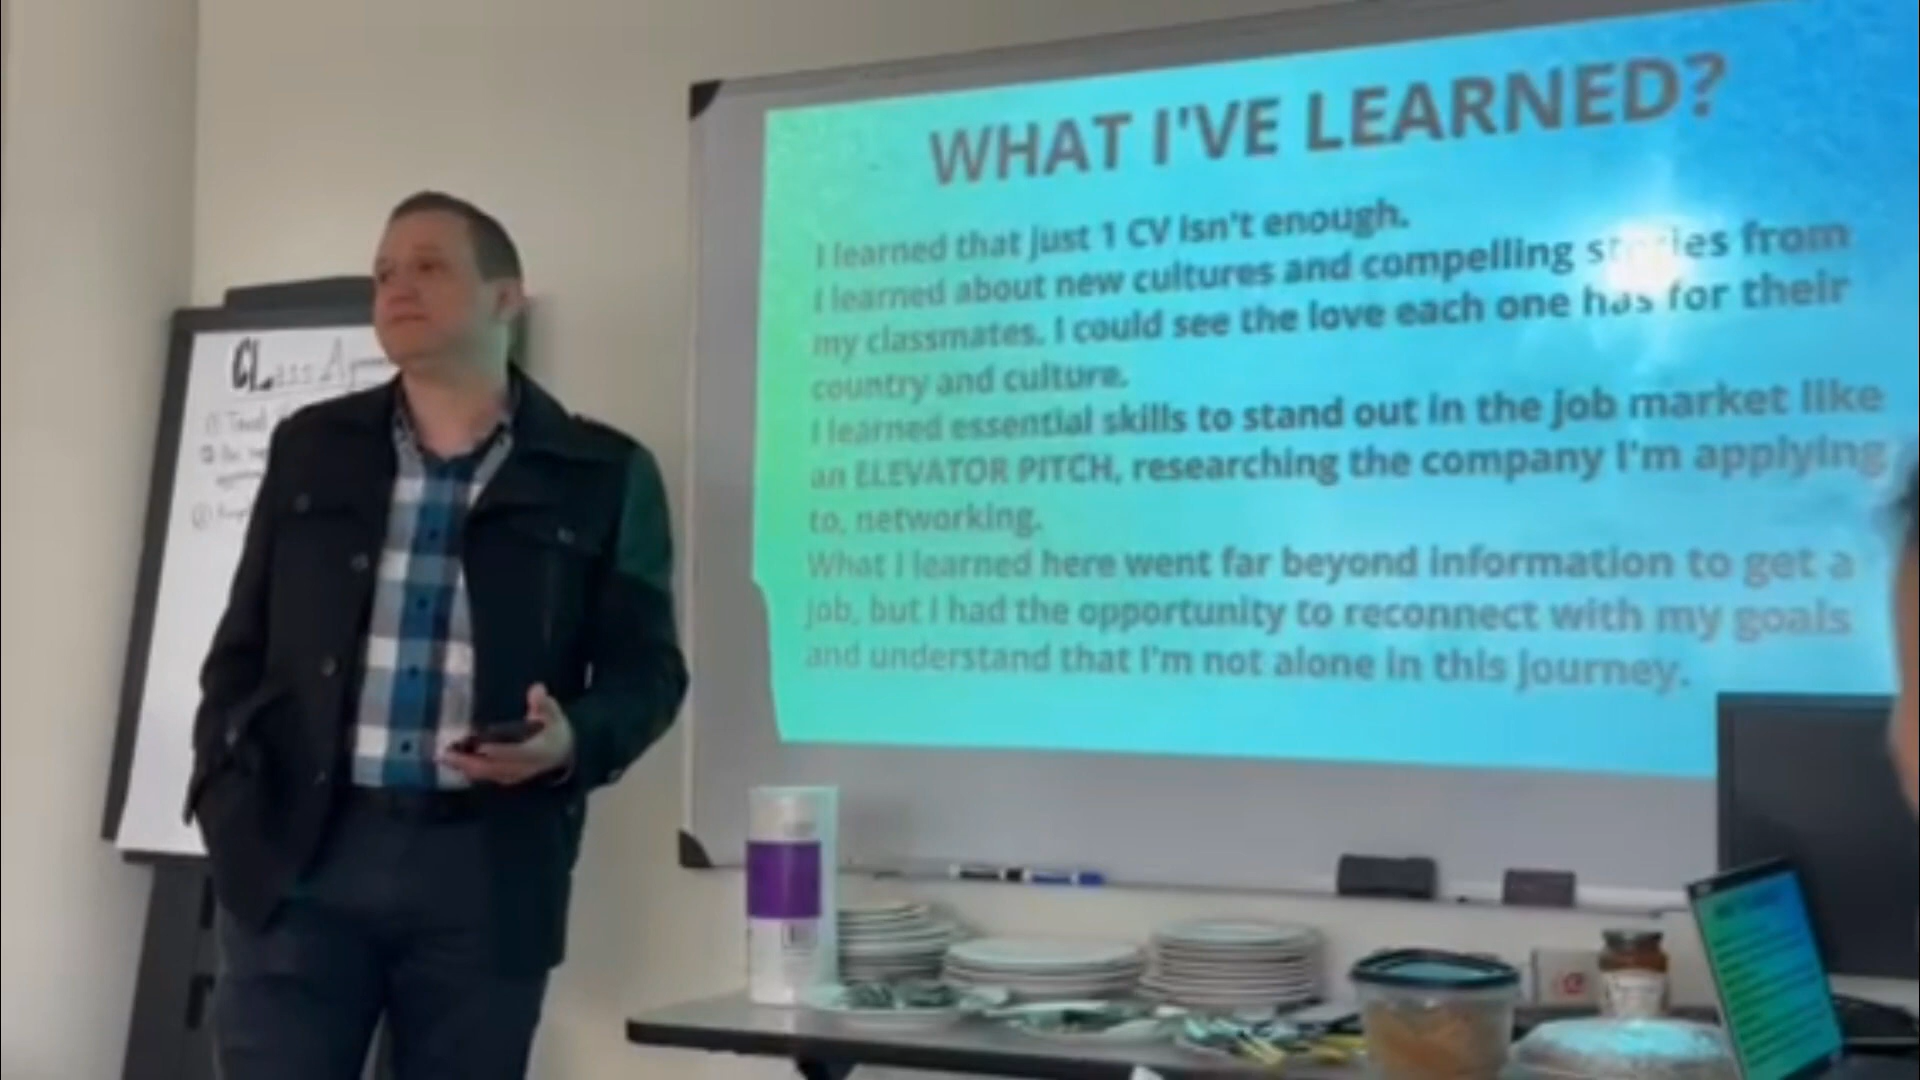 WHAT I'VE LEARNED?
I learned that just 1 CV isn't enough.
I learned about new cultures and compelling stories from
my classmates. I could see the love each one has for their
country and culture.
I learned essential skills to stand out in the job market like
an ELEVATOR PITCH, researching the company I'm applying
to, networking.
What I learned here went far beyond information to get a
job, but I had the opportunity to reconnect with my goals
and understand that I'm not alone in this journey.
CLass